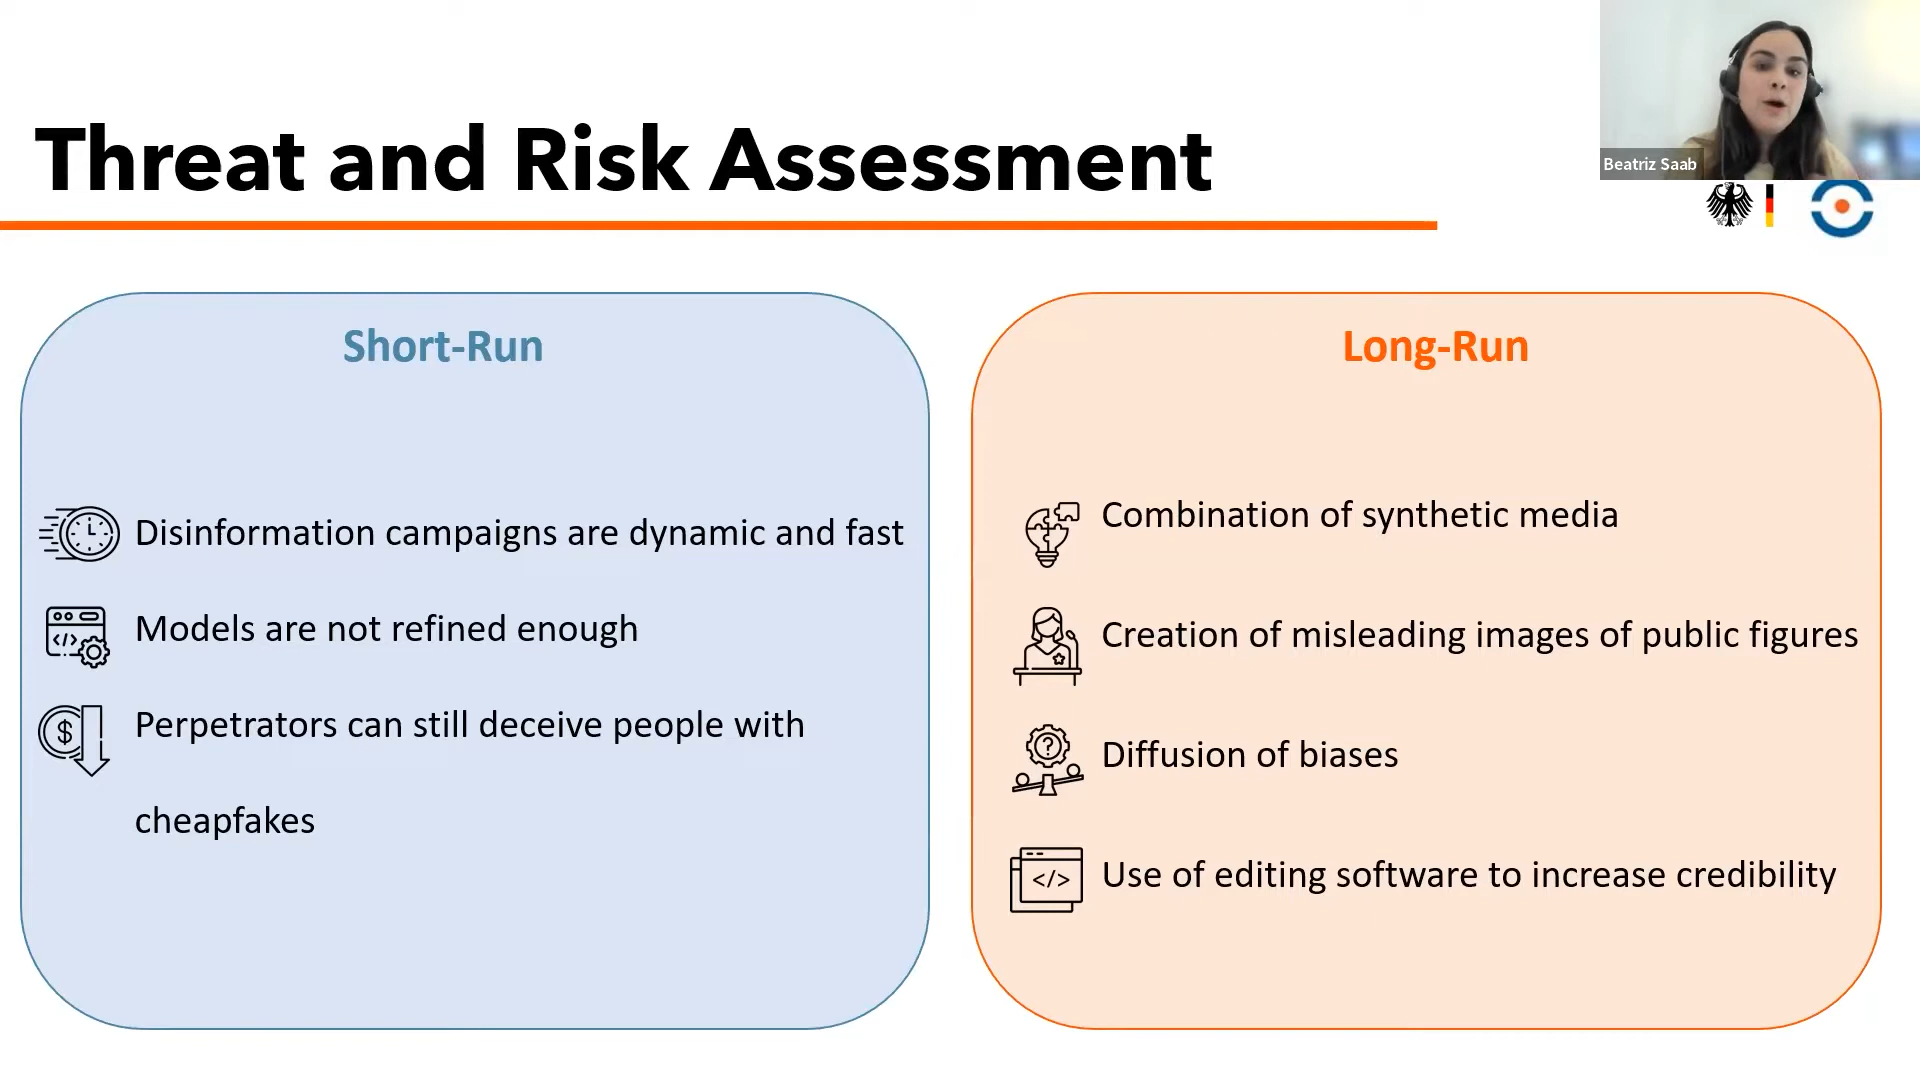 Threat and Risk Assessment
Beatriz Saab
Short-Run
Disinformation campaigns are dynamic and fast
Models are not refined enough
Perpetrators can still deceive people with
cheapfakes
Long-Run
Combination of synthetic media
Creation of misleading images of public figures
Diffusion of biases
Use of editing software to increase credibility